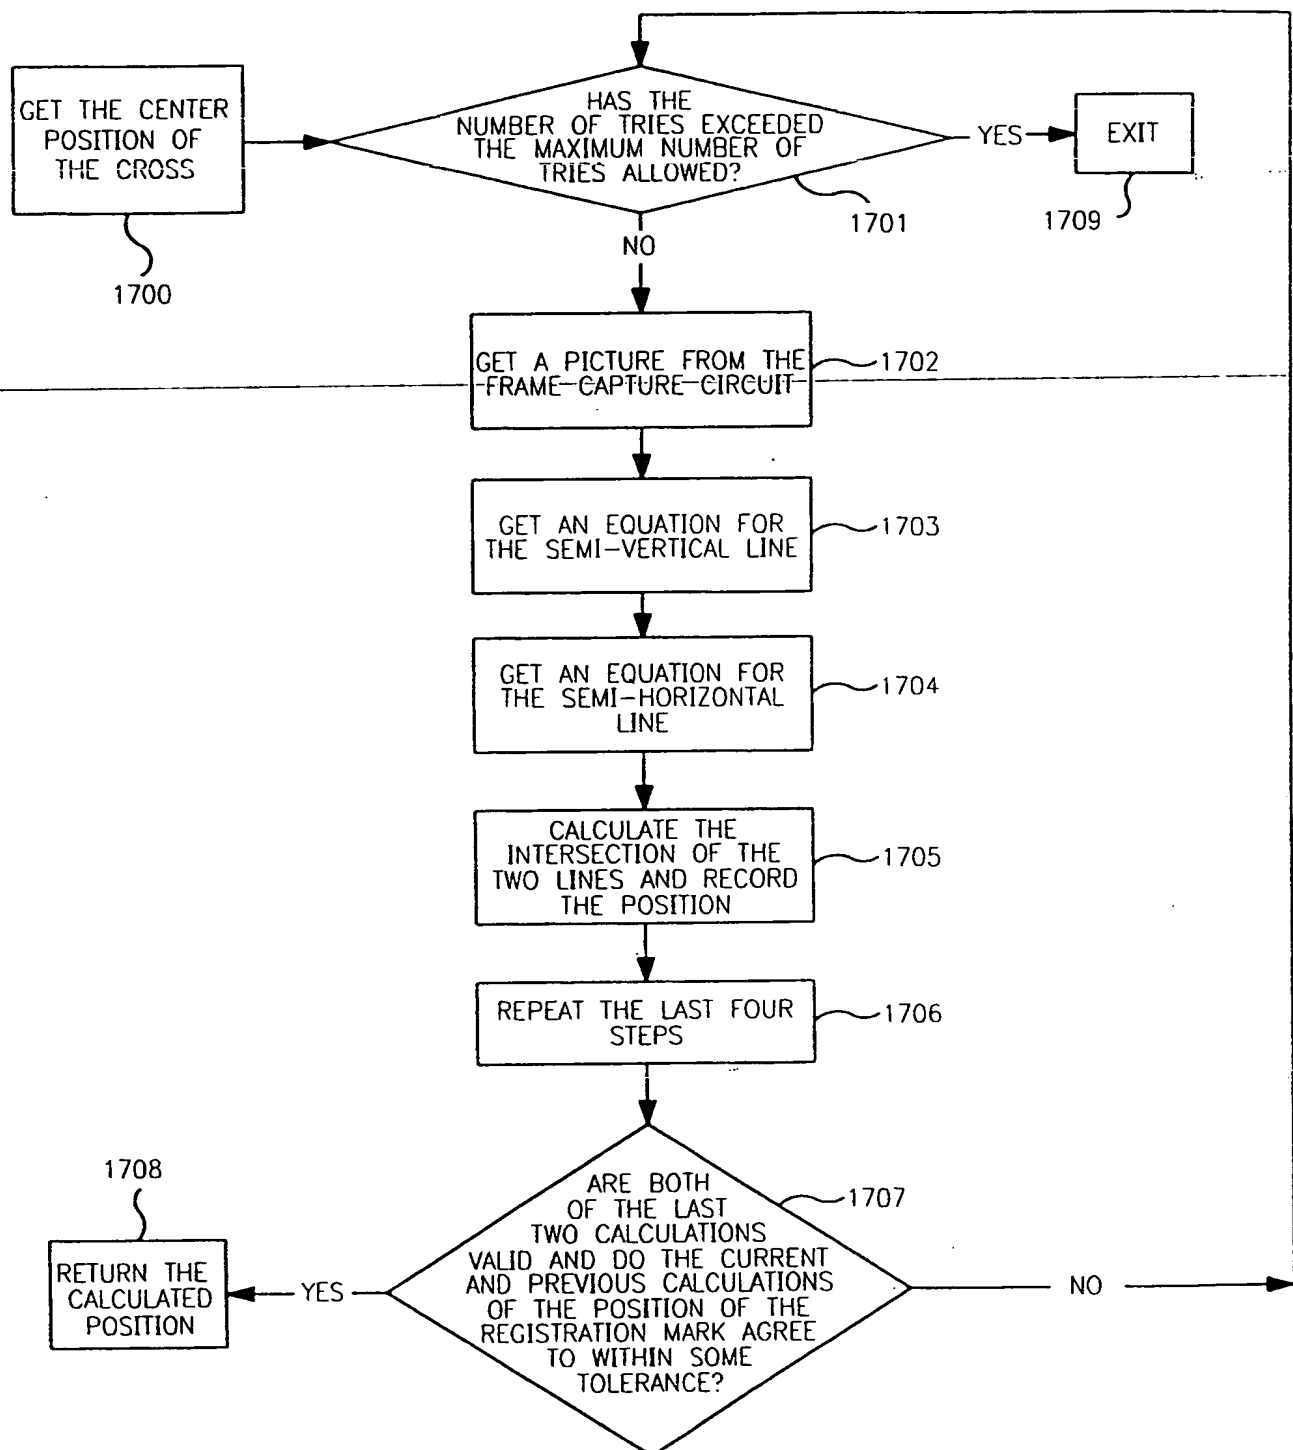 GET THE CENTER
POSITION OF
THE CROSS
1700
HAS THE
NUMBER OF TRIES EXCEEDED
THE MAXIMUM NUMBER OF
TRIES ALLOWED?
1701
YES
EXIT
1709
NO
GET A PICTURE FROM THE
FRAME-CAPTURE-CIRCUIT
1702
GET AN EQUATION FOR
THE SEMI-VERTICAL LINE
1703
GET AN EQUATION FOR
THE SEMI-HORIZONTAL
LINE
1704
CALCULATE THE
INTERSECTION OF THE
TWO LINES AND RECORD
THE POSITION
1705
REPEAT THE LAST FOUR
STEPS
1706
ARE BOTH
OF THE LAST
TWO CALCULATIONS
VALID AND DO THE CURRENT
AND PREVIOUS CALCULATIONS
OF THE POSITION OF THE
REGISTRATION MARK AGREE
TO WITHIN SOME
TOLERANCE?
1707
NO
YES
1708
RETURN THE
CALCULATED
POSITION